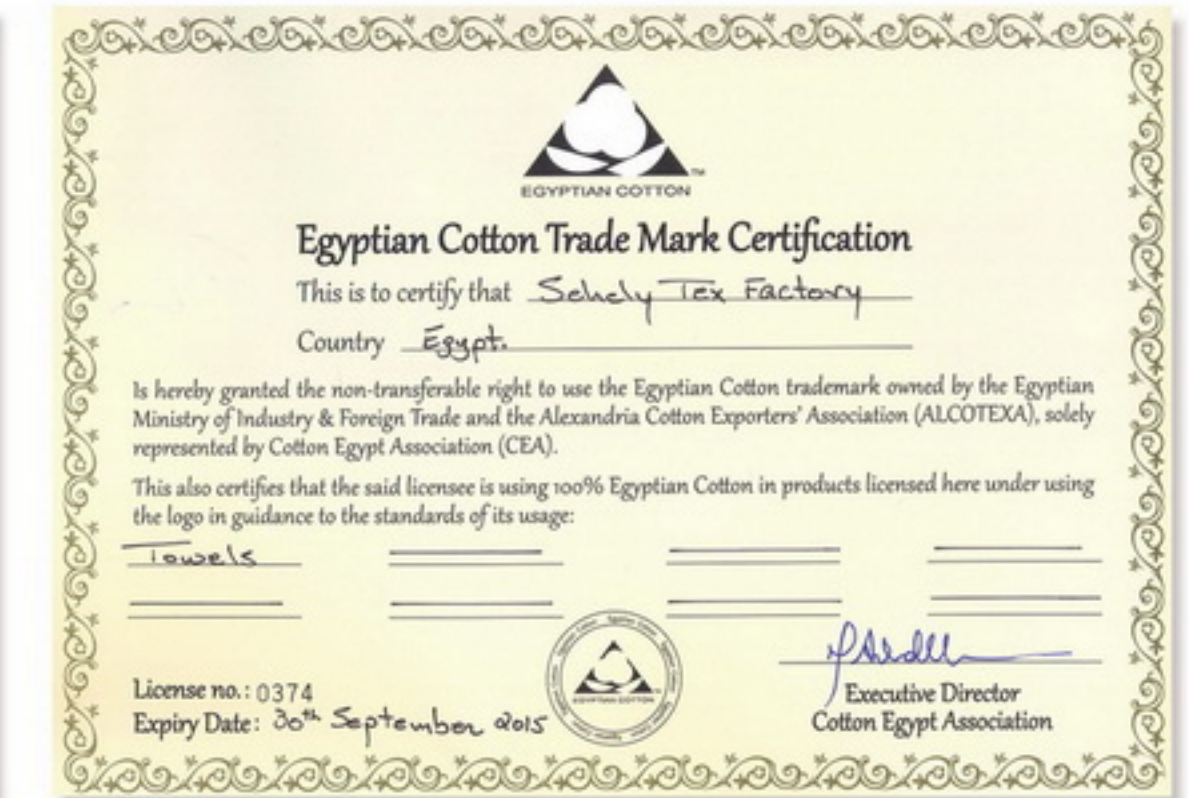 EGYPTIAN COTTON
TM
Egyptian Cotton Trade Mark Certification
This is to certify that Sehely Tex Factory
Country Egypt.
Is hereby granted the non-transferable right to use the Egyptian Cotton trademark owned by the Egyptian
Ministry of Industry & Foreign Trade and the Alexandria Cotton Exporters' Association (ALCOTEXA), solely
represented by Cotton Egypt Association (CEA).
This also certifies that the said licensee is using 100% Egyptian Cotton in products licensed here under using
the logo in guidance to the standards of its usage:
Towels
EGYPTIAN COTTON
License no.: 0374
Expiry Date: 30th September 2015
Executive Director
Cotton Egypt Association